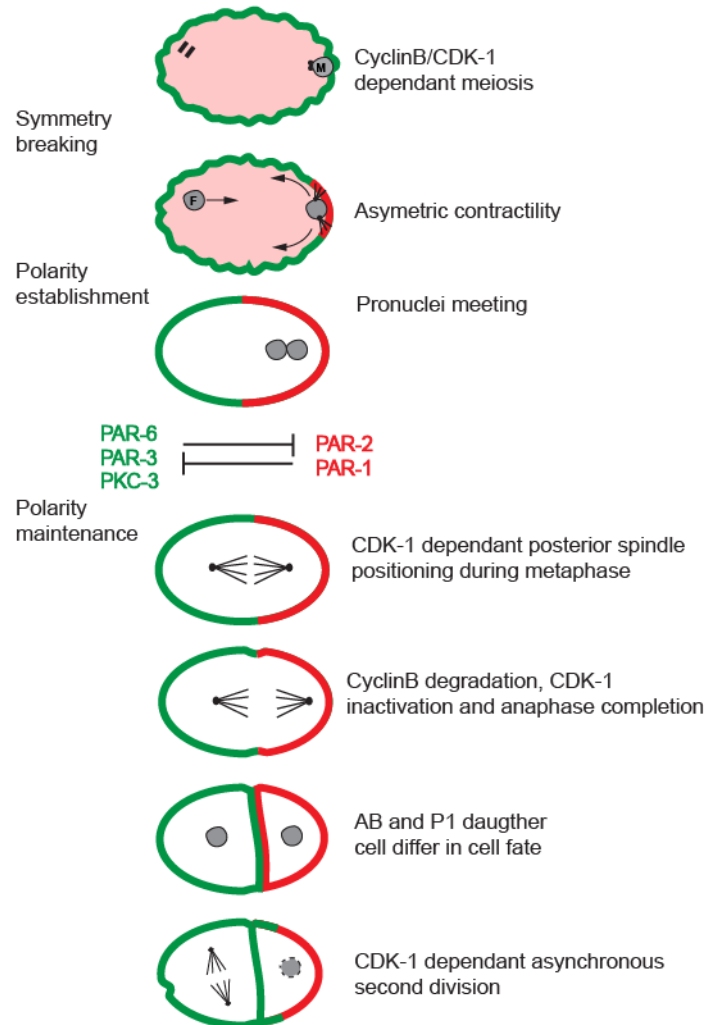 CyclinB/CDK-1
dependant meiosis
M
Symmetry
breaking
F
Asymetric contractility
Polarity
establishment
Pronuclei meeting
PAR-6
PAR-3
PKC-3
PAR-2
PAR-1
Polarity
maintenance
CDK-1 dependant posterior spindle
positioning during metaphase
CyclinB degradation, CDK-1
inactivation and anaphase completion
AB and P1 daugther
cell differ in cell fate
CDK-1 dependant asynchronous
second division